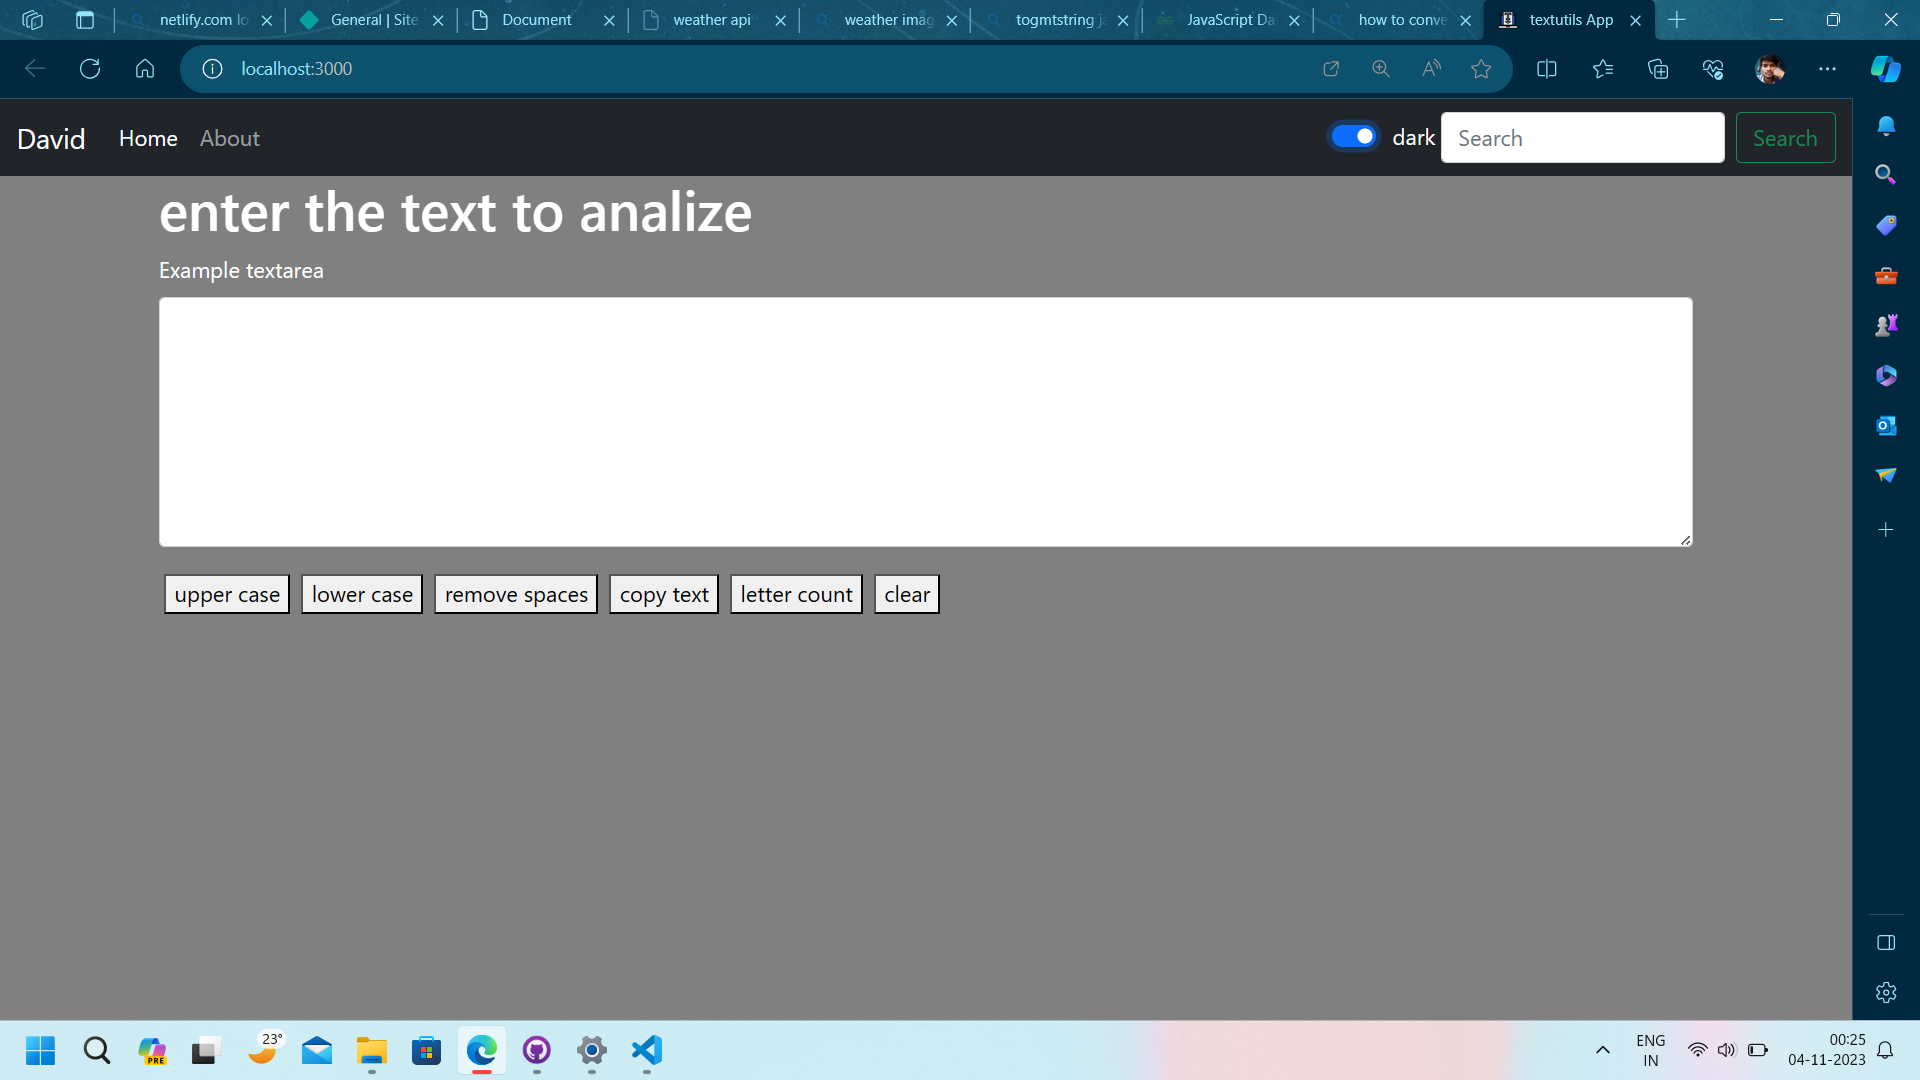 netlify.com lo
General | Site
Document
weather api
weather imag
togmtstring ja
JavaScript Da
how to conve
textutils App
localhost:3000
David Home About dark Search Search
enter the text to analize
Example textarea
upper case lower case remove spaces copy text letter count clear
PRE
23°
ENG
IN
00:25
04-11-2023